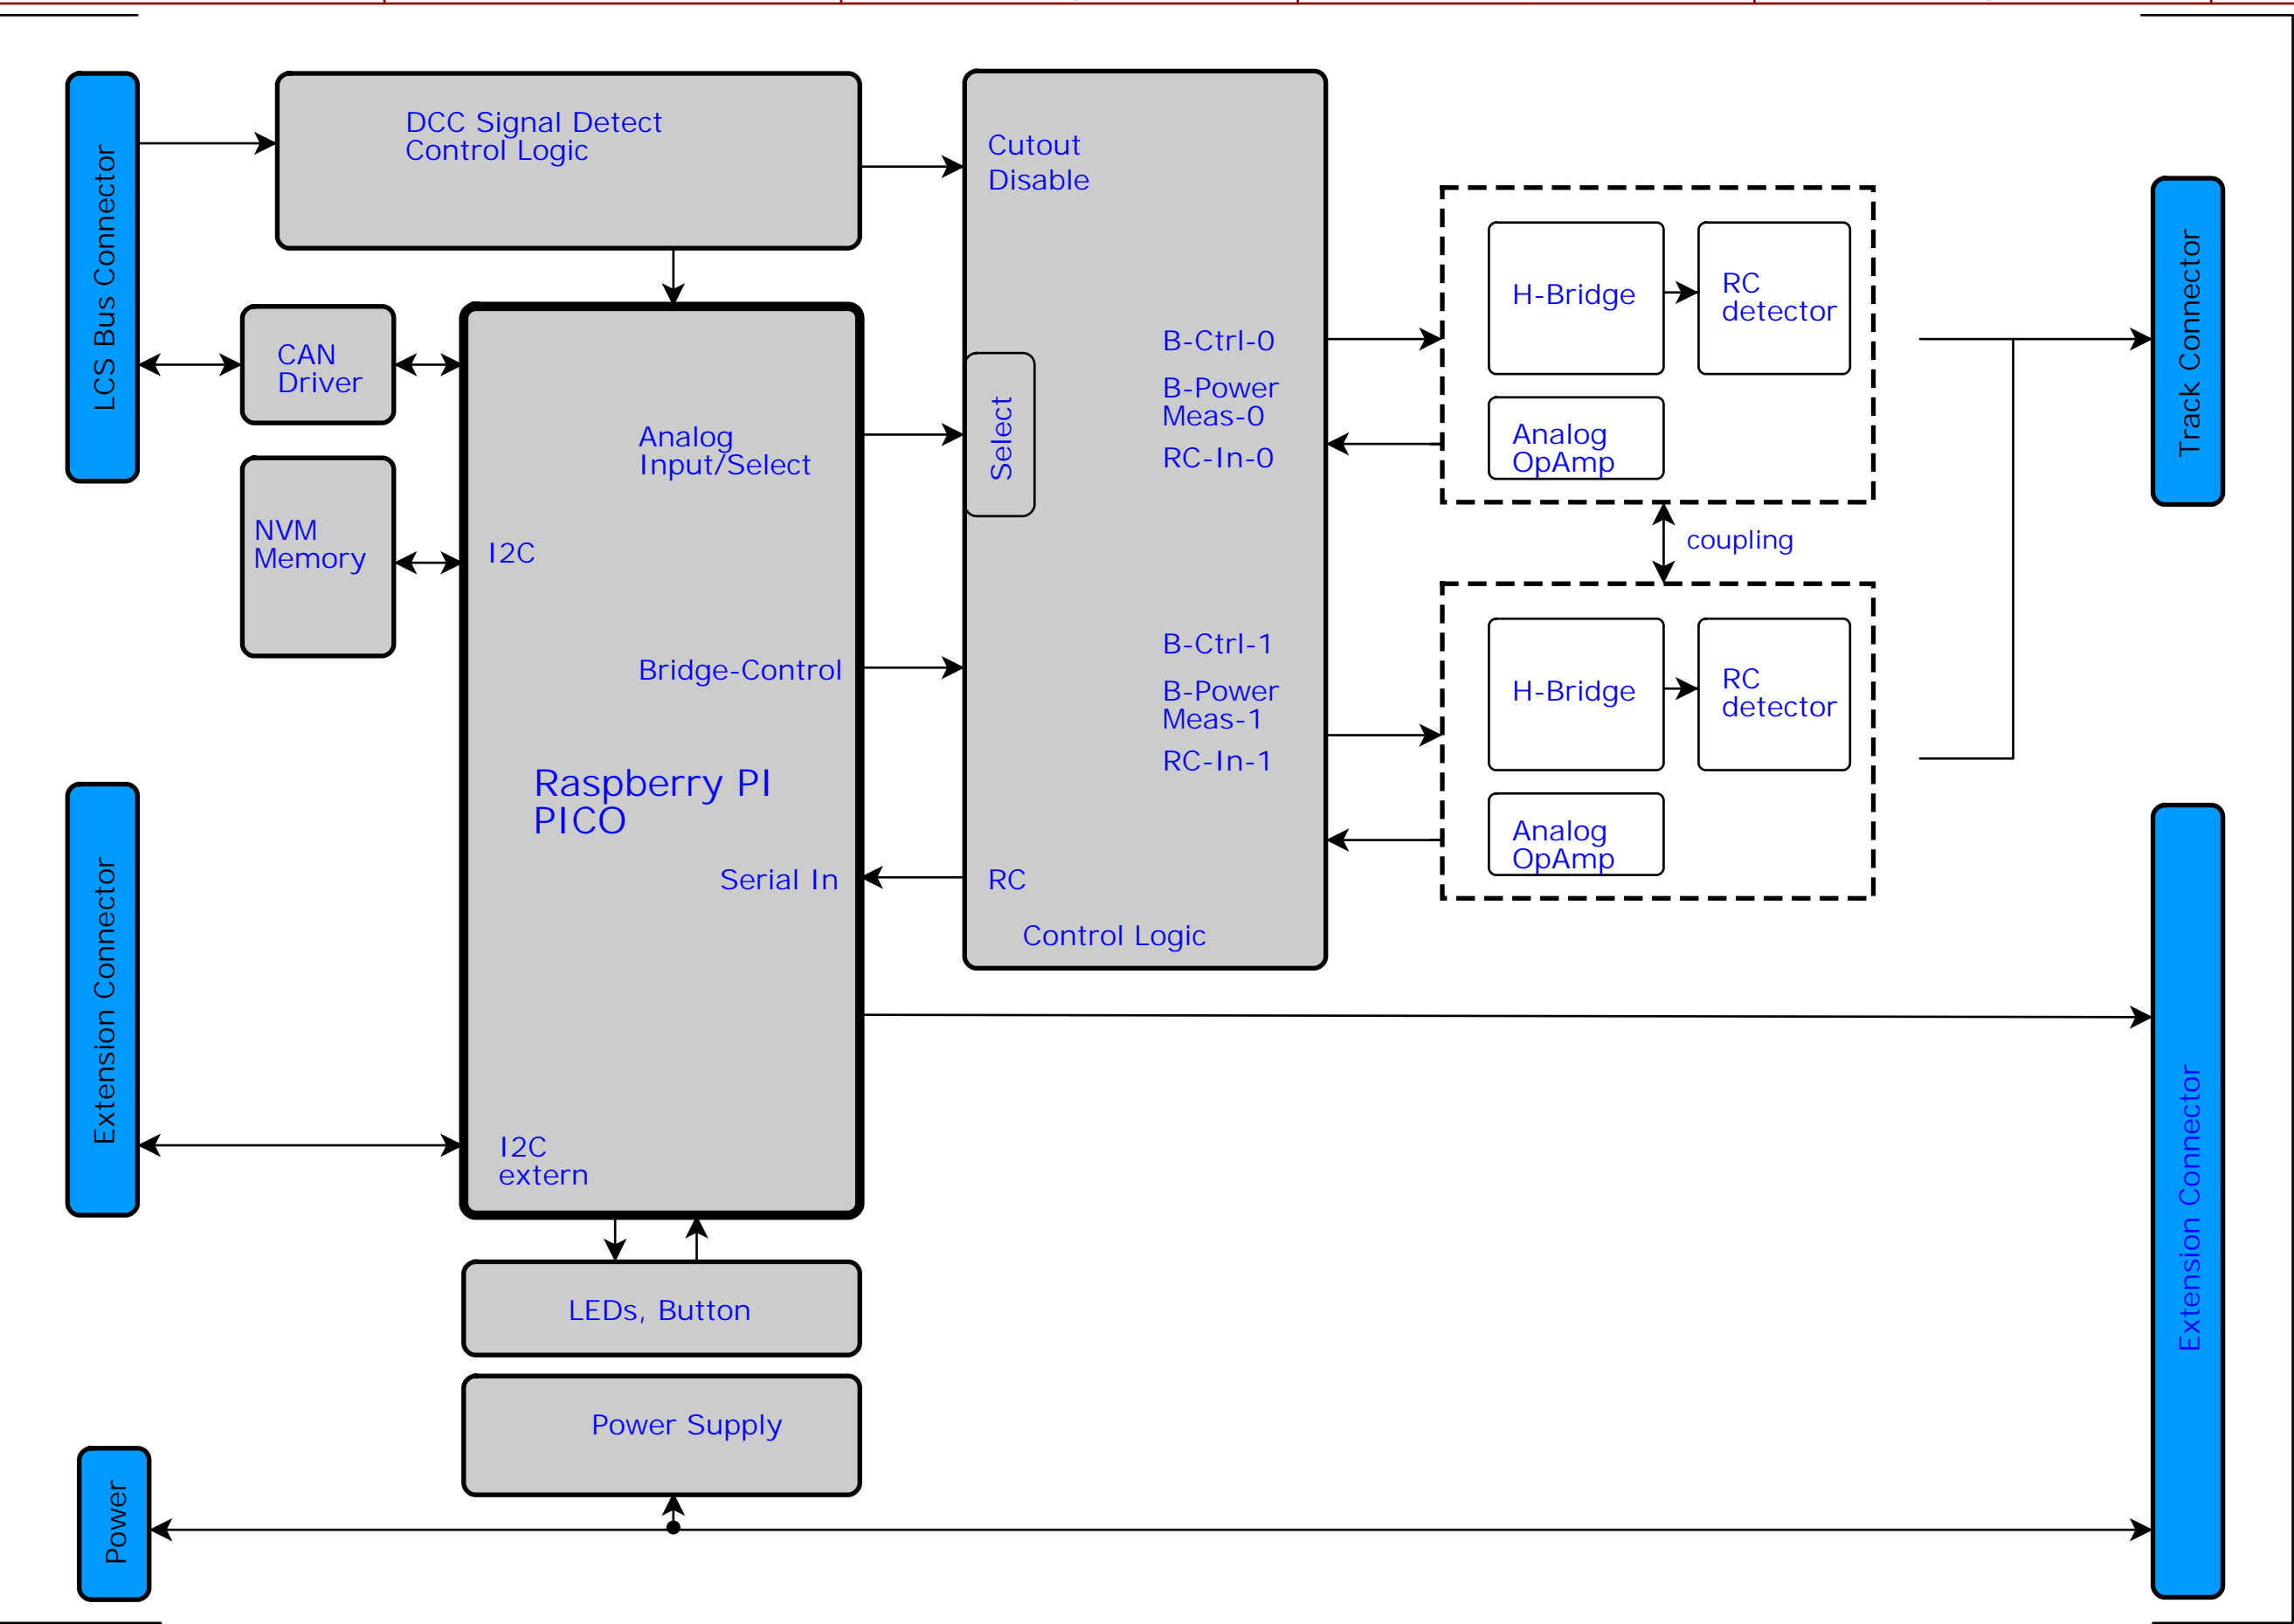 LCS Bus Connector
DCC Signal Detect
Control Logic
CAN
Driver
NVM
Memory
Analog
Input/Select
I2C
Bridge-Control
Raspberry PI
PICO
Serial In
I2C
extern
Cutout
Disable
Select
B-Ctrl-0
B-Power
Meas-0
RC-In-0
B-Ctrl-1
B-Power
Meas-1
RC-In-1
RC
Control Logic
H-Bridge
RC
detector
Analog
OpAmp
coupling
H-Bridge
RC
detector
Analog
OpAmp
Track Connector
Extension Connector
Extension Connector
LEDs, Button
Power Supply
Power